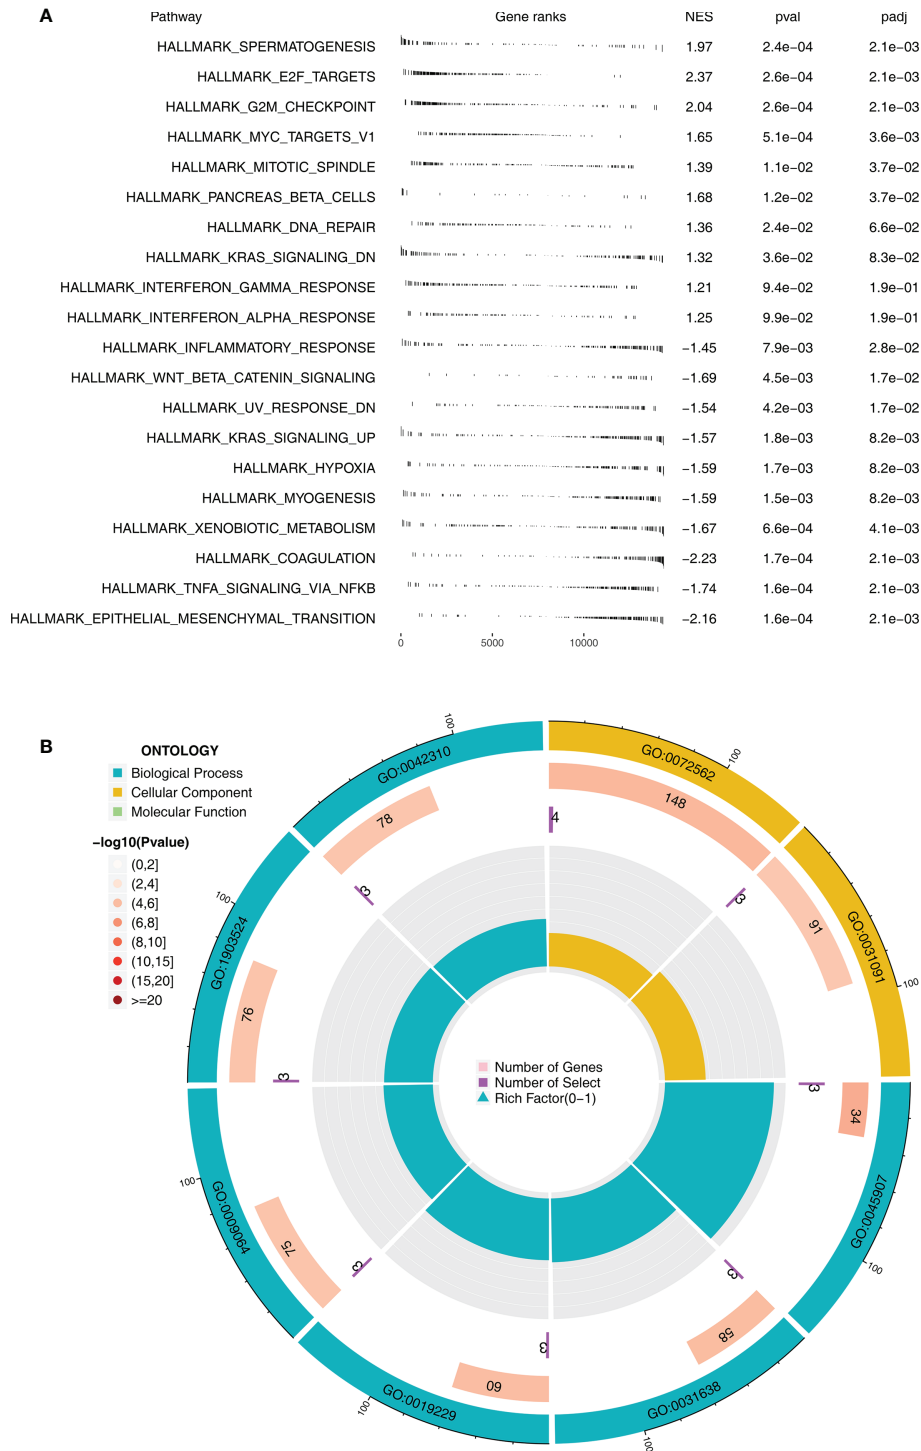 A
Pathway Gene ranks NES pval padj
HALLMARK_SPERMATOGENESIS 1.97 2.4e−04 2.1e−03
HALLMARK_E2F_TARGETS 2.37 2.6e−04 2.1e−03
HALLMARK_G2M_CHECKPOINT 2.04 2.6e−04 2.1e−03
HALLMARK_MYC_TARGETS_V1 1.65 5.1e−04 3.6e−03
HALLMARK_MITOTIC_SPINDLE 1.39 1.1e−02 3.7e−02
HALLMARK_PANCREAS_BETA_CELLS 1.68 1.2e−02 3.7e−02
HALLMARK_DNA_REPAIR 1.36 2.4e−02 6.6e−02
HALLMARK_KRAS_SIGNALING_DN 1.32 3.6e−02 8.3e−02
HALLMARK_INTERFERON_GAMMA_RESPONSE 1.21 9.4e−02 1.9e−01
HALLMARK_INTERFERON_ALPHA_RESPONSE 1.25 9.9e−02 1.9e−01
HALLMARK_INFLAMMATORY_RESPONSE −1.45 7.9e−03 2.8e−02
HALLMARK_WNT_BETA_CATENIN_SIGNALING −1.69 4.5e−03 1.7e−02
HALLMARK_UV_RESPONSE_DN −1.54 4.2e−03 1.7e−02
HALLMARK_KRAS_SIGNALING_UP −1.57 1.8e−03 8.2e−03
HALLMARK_HYPOXIA −1.59 1.7e−03 8.2e−03
HALLMARK_MYOGENESIS −1.59 1.5e−03 8.2e−03
HALLMARK_XENOBIOTIC_METABOLISM −1.67 6.6e−04 4.1e−03
HALLMARK_COAGULATION −2.23 1.7e−04 2.1e−03
HALLMARK_TNFA_SIGNALING_VIA_NFKB −1.74 1.6e−04 2.1e−03
HALLMARK_EPITHELIAL_MESENCHYMAL_TRANSITION −2.16 1.6e−04 2.1e−03
0 5000 10000
B
ONTOLOGY
Biological Process
Cellular Component
Molecular Function
−log10(Pvalue)
(0,2]
(2,4]
(4,6]
(6,8]
(8,10]
(10,15]
(15,20]
>=20
GO:0072562
100
148
4
GO:0031091
100
91
3
GO:0045907
100
34
3
GO:0031638
100
58
3
GO:0019229
100
60
3
GO:0009064
100
75
3
GO:1903524
100
76
3
GO:0042310
100
78
3
Number of Genes
Number of Select
Rich Factor(0−1)